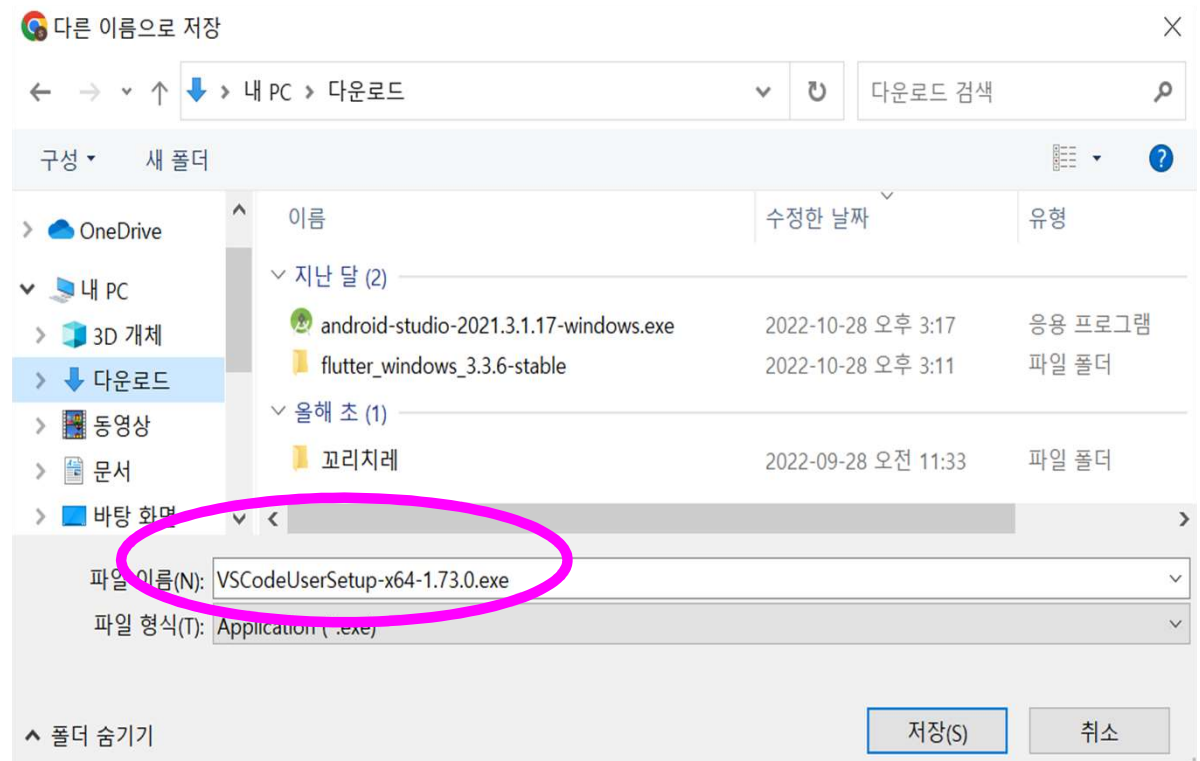 다른 이름으로 저장
내 PC > 다운로드
다운로드 검색
구성
새 폴더
OneDrive
내 PC
3D 개체
다운로드
동영상
문서
바탕 화면
이름
수정한 날짜
유형
지난 달 (2)
android-studio-2021.3.1.17-windows.exe 2022-10-28 오후 3:17 응용 프로그램
flutter_windows_3.3.6-stable 2022-10-28 오후 3:11 파일 폴더
올해 초 (1)
꼬리치레 2022-09-28 오전 11:33 파일 폴더
파일 이름(N): VSCodeUserSetup-x64-1.73.0.exe
파일 형식(T): Application (*.exe)
폴더 숨기기
저장(S)
취소